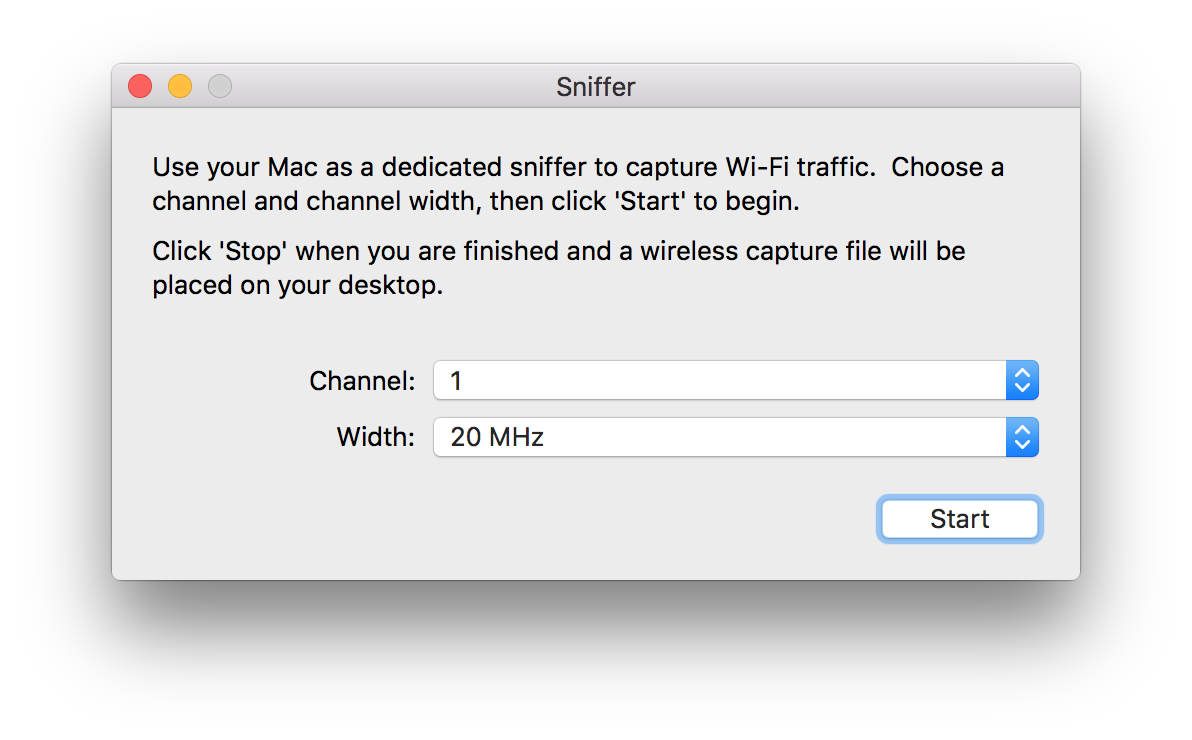 Sniffer
Use your Mac as a dedicated sniffer to capture Wi-Fi traffic.  Choose a
channel and channel width, then click 'Start' to begin.
Click 'Stop' when you are finished and a wireless capture file will be
placed on your desktop.
Channel: 1
Width: 20 MHz
Start